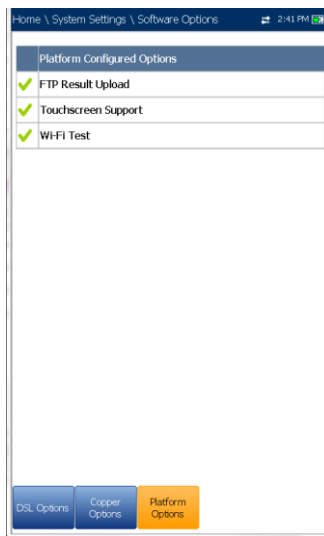 Home \ System Settings \ Software Options 2:41 PM
Platform Configured Options
FTP Result Upload
Touchscreen Support
Wi-Fi Test
DSL Options
Copper
Options
Platform
Options